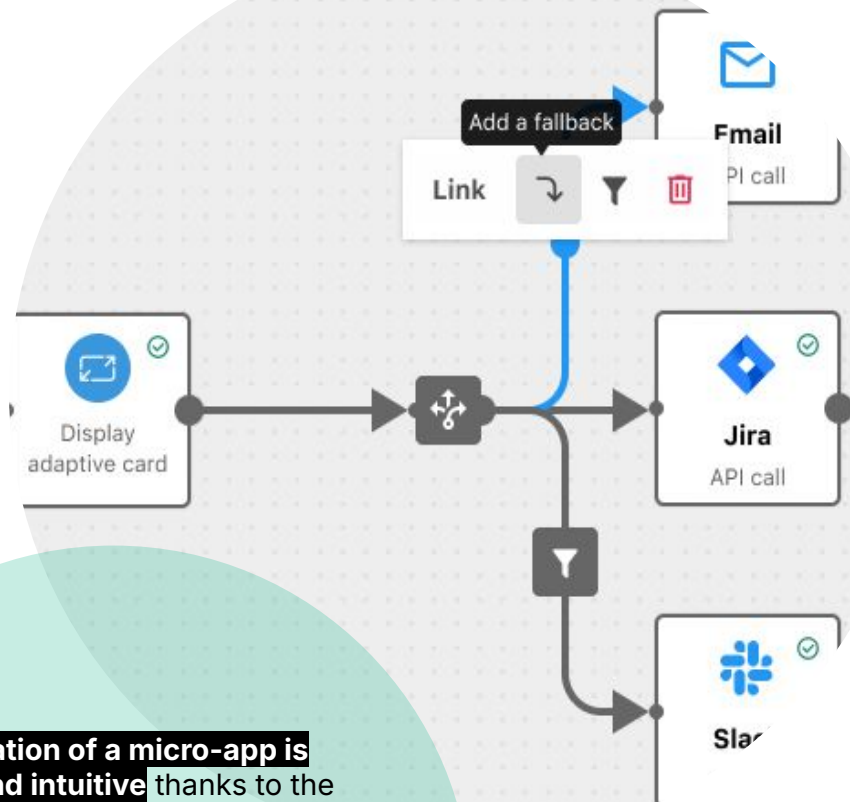 Add a fallback
Email
PI call
Link
Display
adaptive card
Jira
API call
ation of a micro-app is
nd intuitive thanks to the